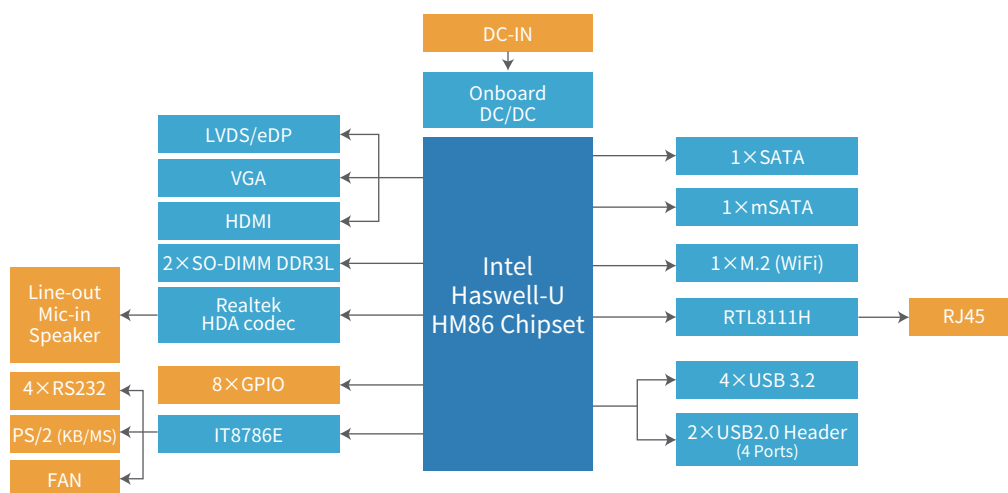 DC-IN
Onboard
DC/DC
LVDS/eDP
VGA
HDMI
2×SO-DIMM DDR3L
Realtek
HDA codec
Line-out
Mic-in
Speaker
8×GPIO
IT8786E
4×RS232
PS/2 (KB/MS)
FAN
Intel
Haswell-U
HM86 Chipset
1×SATA
1×mSATA
1×M.2 (WiFi)
RTL8111H
RJ45
4×USB 3.2
2×USB2.0 Header
(4 Ports)